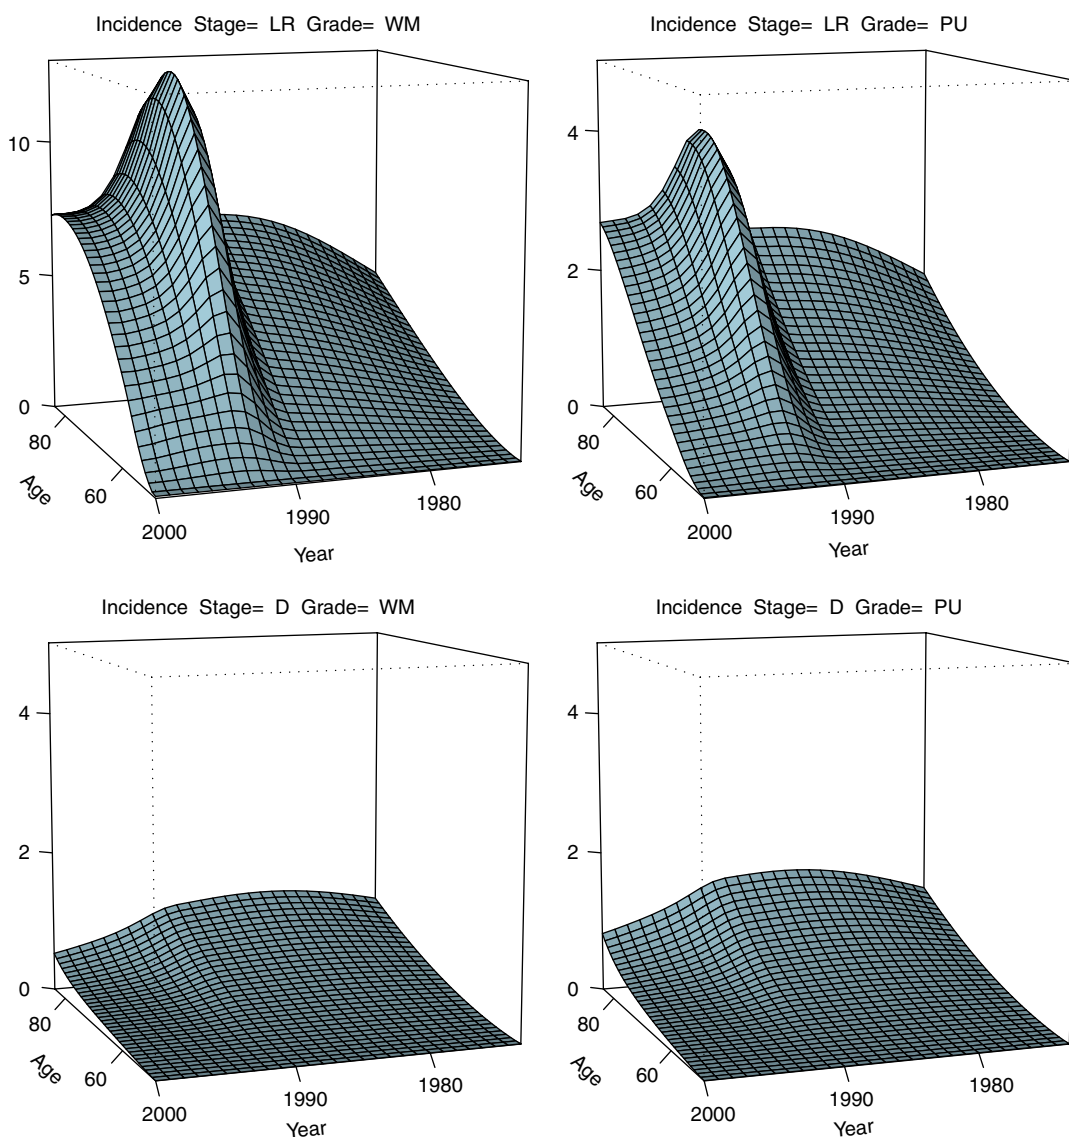 Incidence Stage= LR Grade= WM
10
5
0
80
60
Age
2000
1990
1980
Year
Incidence Stage= LR Grade= PU
4
2
0
80
60
Age
2000
1990
1980
Year
Incidence Stage= D Grade= WM
4
2
0
80
60
Age
2000
1990
1980
Year
Incidence Stage= D Grade= PU
4
2
0
80
60
Age
2000
1990
1980
Year